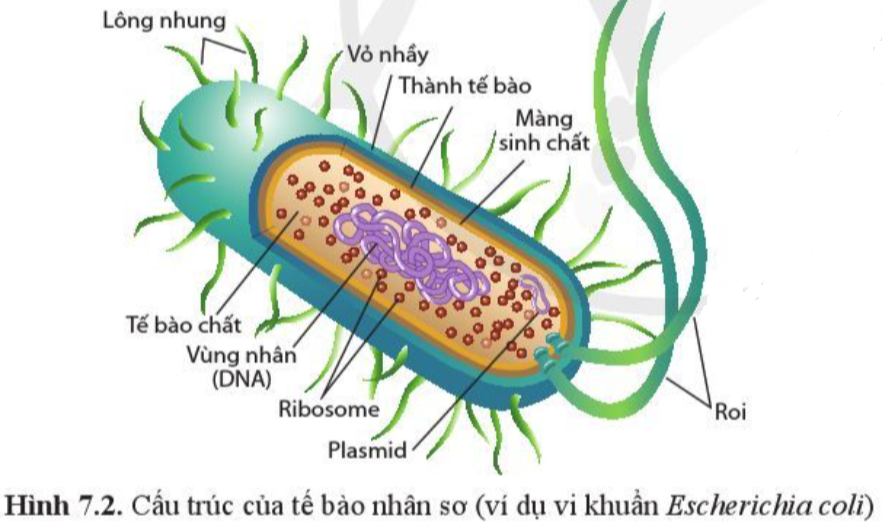 Lông nhung
Vỏ nhầy
Thành tế bào
Màng
sinh chất
Tế bào chất
Vùng nhân
(DNA)
Ribosome
Plasmid
Roi
Hình 7.2. Cấu trúc của tế bào nhân sơ (ví dụ vi khuẩn Escherichia coli)